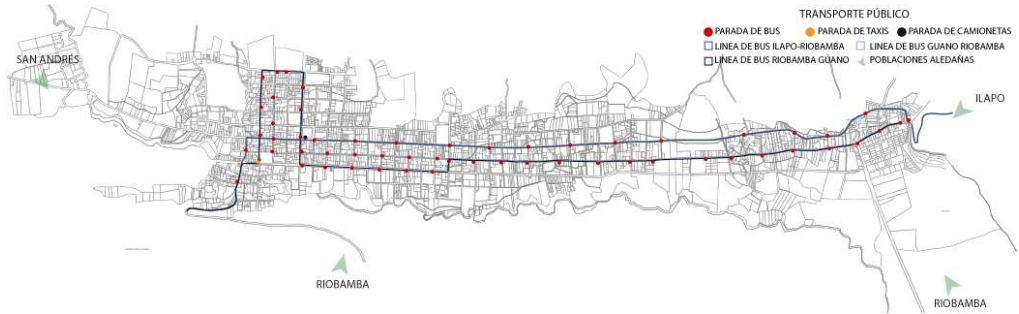 TRANSPORTE PÚBLICO
PARADA DE BUS
PARADA DE TAXIS
PARADA DE CAMIONETAS
LINEA DE BUS ILAPO-RIOBAMBA
LINEA DE BUS GUANO RIOBAMBA
LINEA DE BUS RIOBAMBA GUANO
POBLACIONES ALEDAÑAS
SAN ANDRÉS
ILAPO
RIOBAMBA
RIOBAMBA